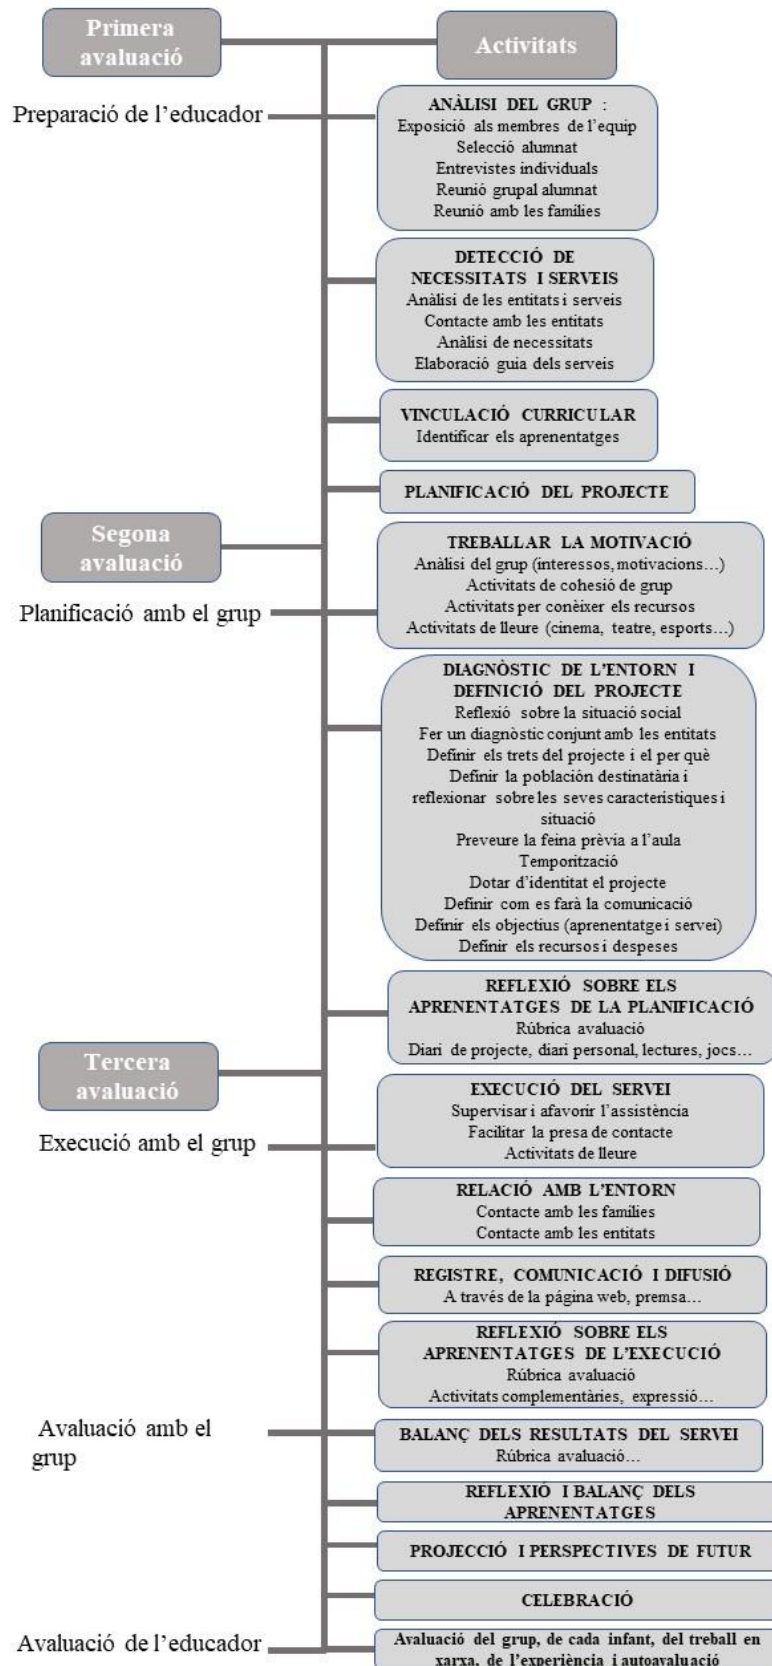 Primera
avaluació
Activitats
Preparació de l'educador
ANÀLISI DEL GRUP :
Exposició als membres de l'equip
Selecció alumnat
Entrevistes individuals
Reunió grupal alumnat
Reunió amb les famílies
DETECCIÓ DE
NECESSITATS I SERVEIS
Anàlisi de les entitats i serveis
Contacte amb les entitats
Anàlisi de necessitats
Elaboració guia dels serveis
VINCULACIÓ CURRICULAR
Identificar els aprenentatges
PLANIFICACIÓ DEL PROJECTE
Segona
avaluació
Planificació amb el grup
TREBALLAR LA MOTIVACIÓ
Anàlisi del grup (interessos, motivacions...)
Activitats de cohesió de grup
Activitats per conèixer els recursos
Activitats de lleure (cinema, teatre, esports...)
DIAGNÒSTIC DE L'ENTORN I
DEFINICIÓ DEL PROJECTE
Reflexió sobre la situació social
Fer un diagnòstic conjunt amb les entitats
Definir els trets del projecte i el per què
Definir la población destinatària i
reflexionar sobre les seves característiques i
situació
Preveure la feina prèvia a l'aula
Temporització
Dotar d'identitat el projecte
Definir com es farà la comunicació
Definir els objectius (aprenentatge i servei)
Definir els recursos i despeses
REFLEXIÓ SOBRE ELS
APRENENTATGES DE LA PLANIFICACIÓ
Rúbrica avaluació
Diari de projecte, diari personal, lectures, jocs...
Tercera
avaluació
Execució amb el grup
EXECUCIÓ DEL SERVEI
Supervisar i afavorir l'assistència
Facilitar la presa de contacte
Activitats de lleure
RELACIÓ AMB L'ENTORN
Contacte amb les famílies
Contacte amb les entitats
REGISTRE, COMUNICACIÓ I DIFUSIÓ
A través de la página web, premsa...
REFLEXIÓ SOBRE ELS
APRENENTATGES DE L'EXECUCIÓ
Rúbrica avaluació
Activitats complementàries, expressió...
Avaluació amb el
grup
BALANÇ DELS RESULTATS DEL SERVEI
Rúbrica avaluació...
REFLEXIÓ I BALANÇ DELS
APRENENTATGES
PROJECCIÓ I PERSPECTIVES DE FUTUR
CELEBRACIÓ
Avaluació de l'educador
Avaluació del grup, de cada infant, del treball en
xarxa, de l'experiència i autoavaluació